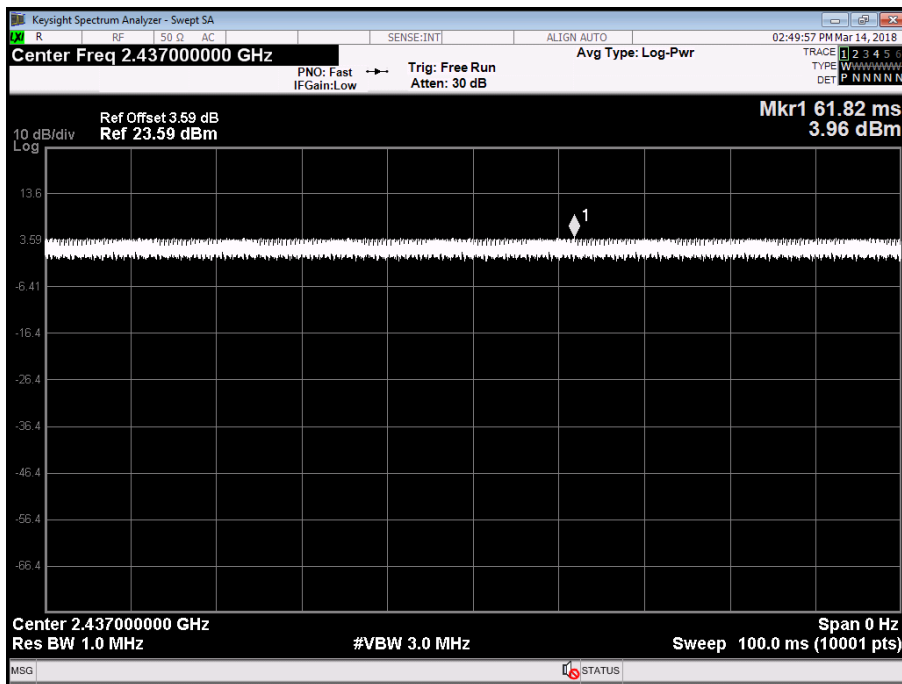 Keysight Spectrum Analyzer - Swept SA
LXI R RF 50 Ω AC SENSE:INT ALIGN AUTO 02:49:57 PM Mar 14, 2018
Center Freq 2.437000000 GHz
PNO: Fast
IFGain:Low
Trig: Free Run
Atten: 30 dB
Avg Type: Log-Pwr
TRACE 1 2 3 4 5 6
TYPE WWWWWW
DET P N N N N N
Mkr1 61.82 ms
3.96 dBm
Ref Offset 3.59 dB
10 dB/div Ref 23.59 dBm
Log
13.6
1
3.59
-6.41
-16.4
-26.4
-36.4
-46.4
-56.4
-66.4
Center 2.437000000 GHz Span 0 Hz
Res BW 1.0 MHz #VBW 3.0 MHz Sweep 100.0 ms (10001 pts)
MSG STATUS